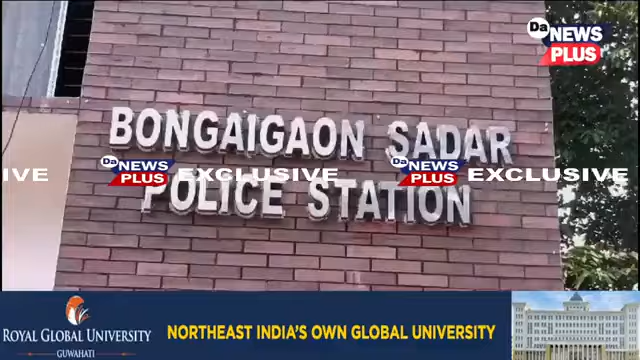 Da NEWS PLUS
BONGAIGAON SADAR
IVE Da NEWS PLUS EXCLUSIVE Da NEWS PLUS EXCLUSIVE
POLICE STATION
ROYAL GLOBAL UNIVERSITY
GUWAHATI
NORTHEAST INDIA'S OWN GLOBAL UNIVERSITY